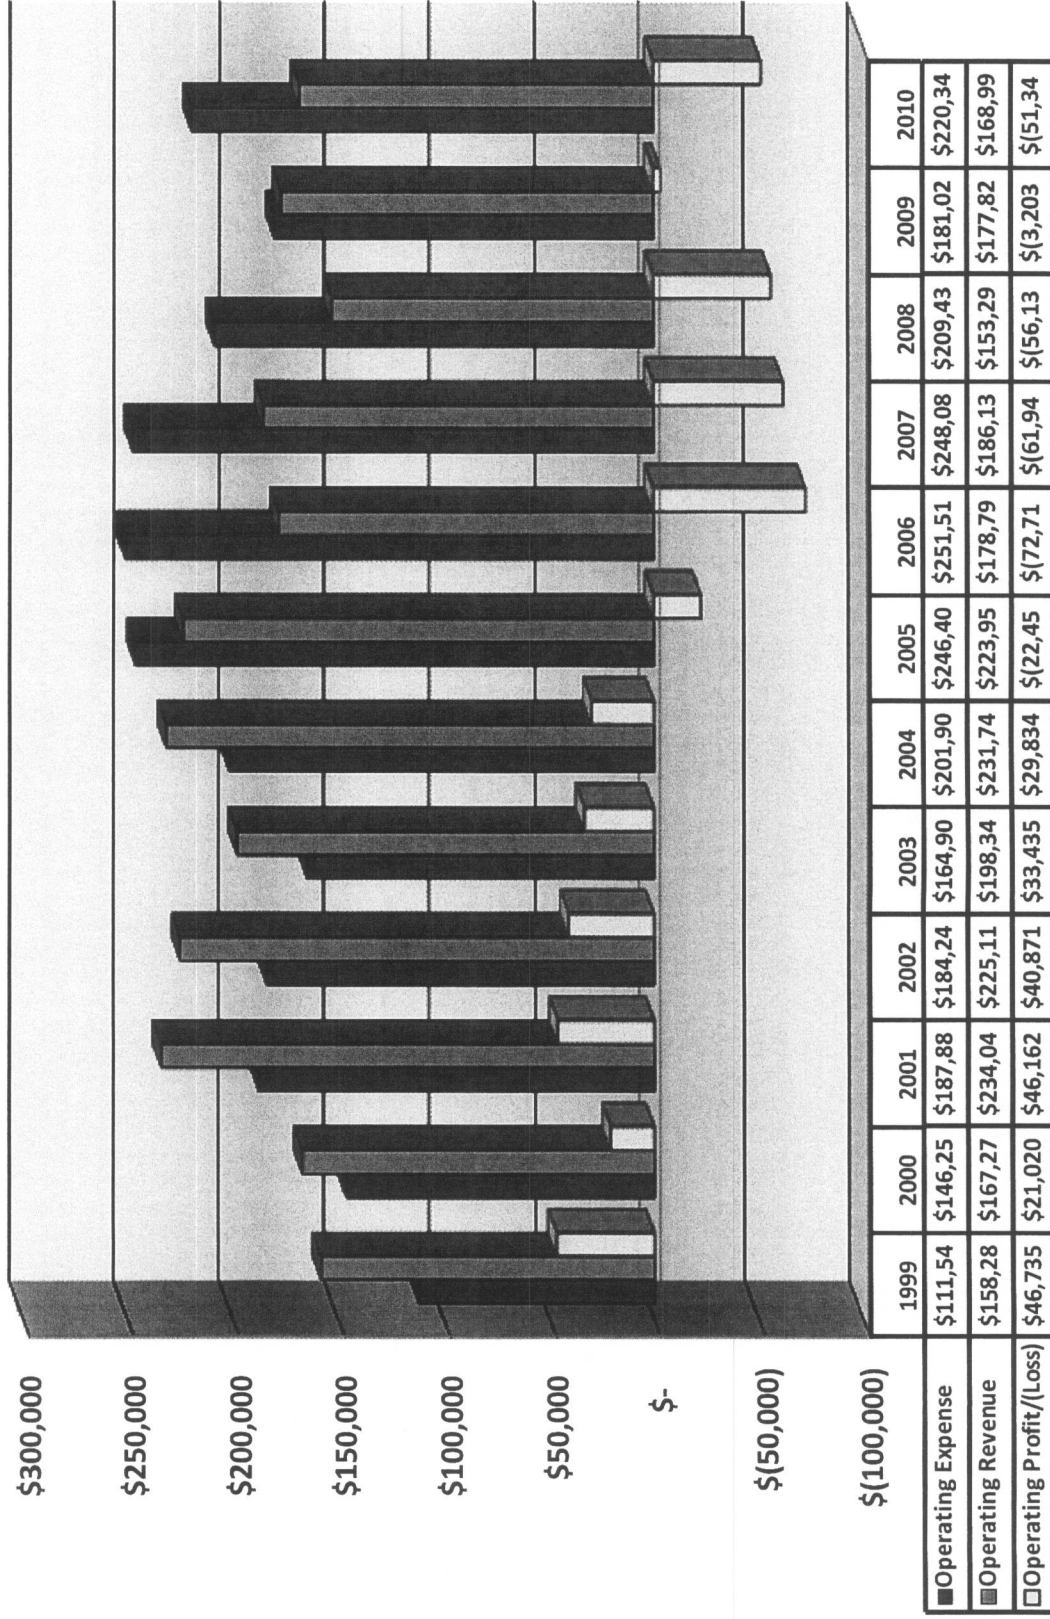 $300,000
$250,000
$200,000
$150,000
$100,000
$50,000
$-
$(50,000)
$(100,000)
1999 2000 2001 2002 2003 2004 2005 2006 2007 2008 2009 2010
Operating Expense $111,54 $146,25 $187,88 $184,24 $164,90 $201,90 $246,40 $251,51 $248,08 $209,43 $181,02 $220,34
Operating Revenue $158,28 $167,27 $234,04 $225,11 $198,34 $231,74 $223,95 $178,79 $186,13 $153,29 $177,82 $168,99
Operating Profit/(Loss) $46,735 $21,020 $46,162 $40,871 $33,435 $29,834 $(22,45 $(72,71 $(61,94 $(56,13 $(3,203 $(51,34